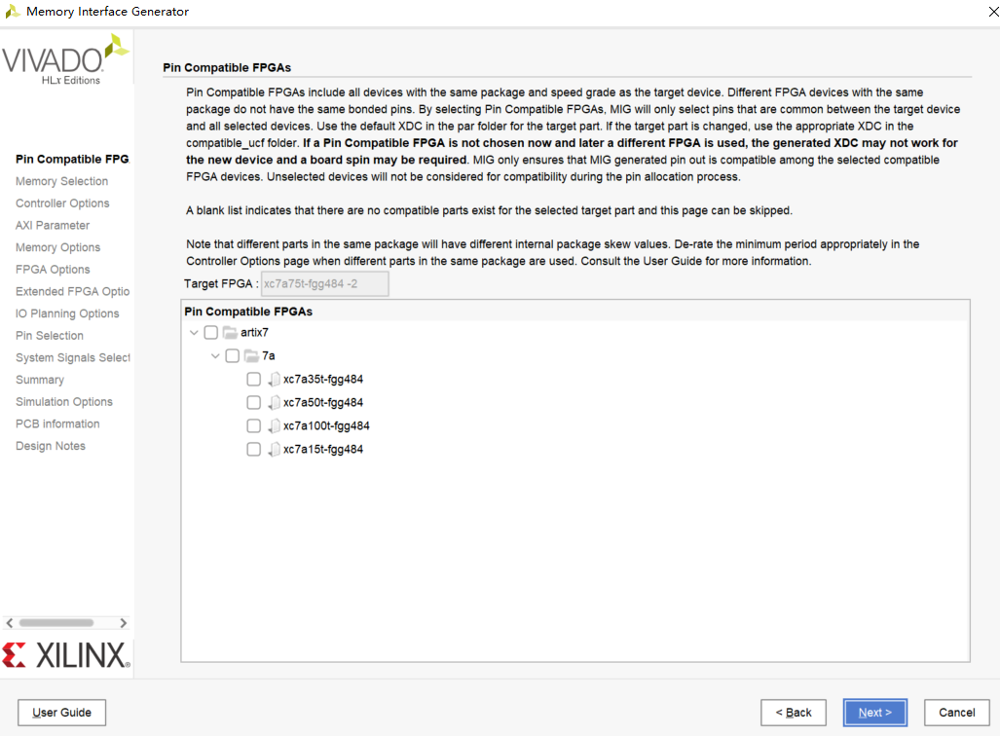 Memory Interface Generator
VIVADO
HLx Editions
Pin Compatible FPG
Memory Selection
Controller Options
AXI Parameter
Memory Options
FPGA Options
Extended FPGA Optio
IO Planning Options
Pin Selection
System Signals Select
Summary
Simulation Options
PCB information
Design Notes
XILINX
Pin Compatible FPGAs
Pin Compatible FPGAs include all devices with the same package and speed grade as the target device. Different FPGA devices with the same
package do not have the same bonded pins. By selecting Pin Compatible FPGAs, MIG will only select pins that are common between the target device
and all selected devices. Use the default XDC in the par folder for the target part. If the target part is changed, use the appropriate XDC in the
compatible_ucf folder. If a Pin Compatible FPGA is not chosen now and later a different FPGA is used, the generated XDC may not work for
the new device and a board spin may be required. MIG only ensures that MIG generated pin out is compatible among the selected compatible
FPGA devices. Unselected devices will not be considered for compatibility during the pin allocation process.
A blank list indicates that there are no compatible parts exist for the selected target part and this page can be skipped.
Note that different parts in the same package will have different internal package skew values. De-rate the minimum period appropriately in the
Controller Options page when different parts in the same package are used. Consult the User Guide for more information.
Target FPGA : xc7a75t-fgg484 -2
Pin Compatible FPGAs
artix7
7a
xc7a35t-fgg484
xc7a50t-fgg484
xc7a100t-fgg484
xc7a15t-fgg484
User Guide
< Back
Next >
Cancel